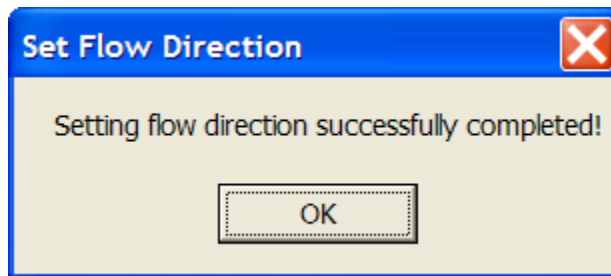 Set Flow Direction
Setting flow direction successfully completed!
OK